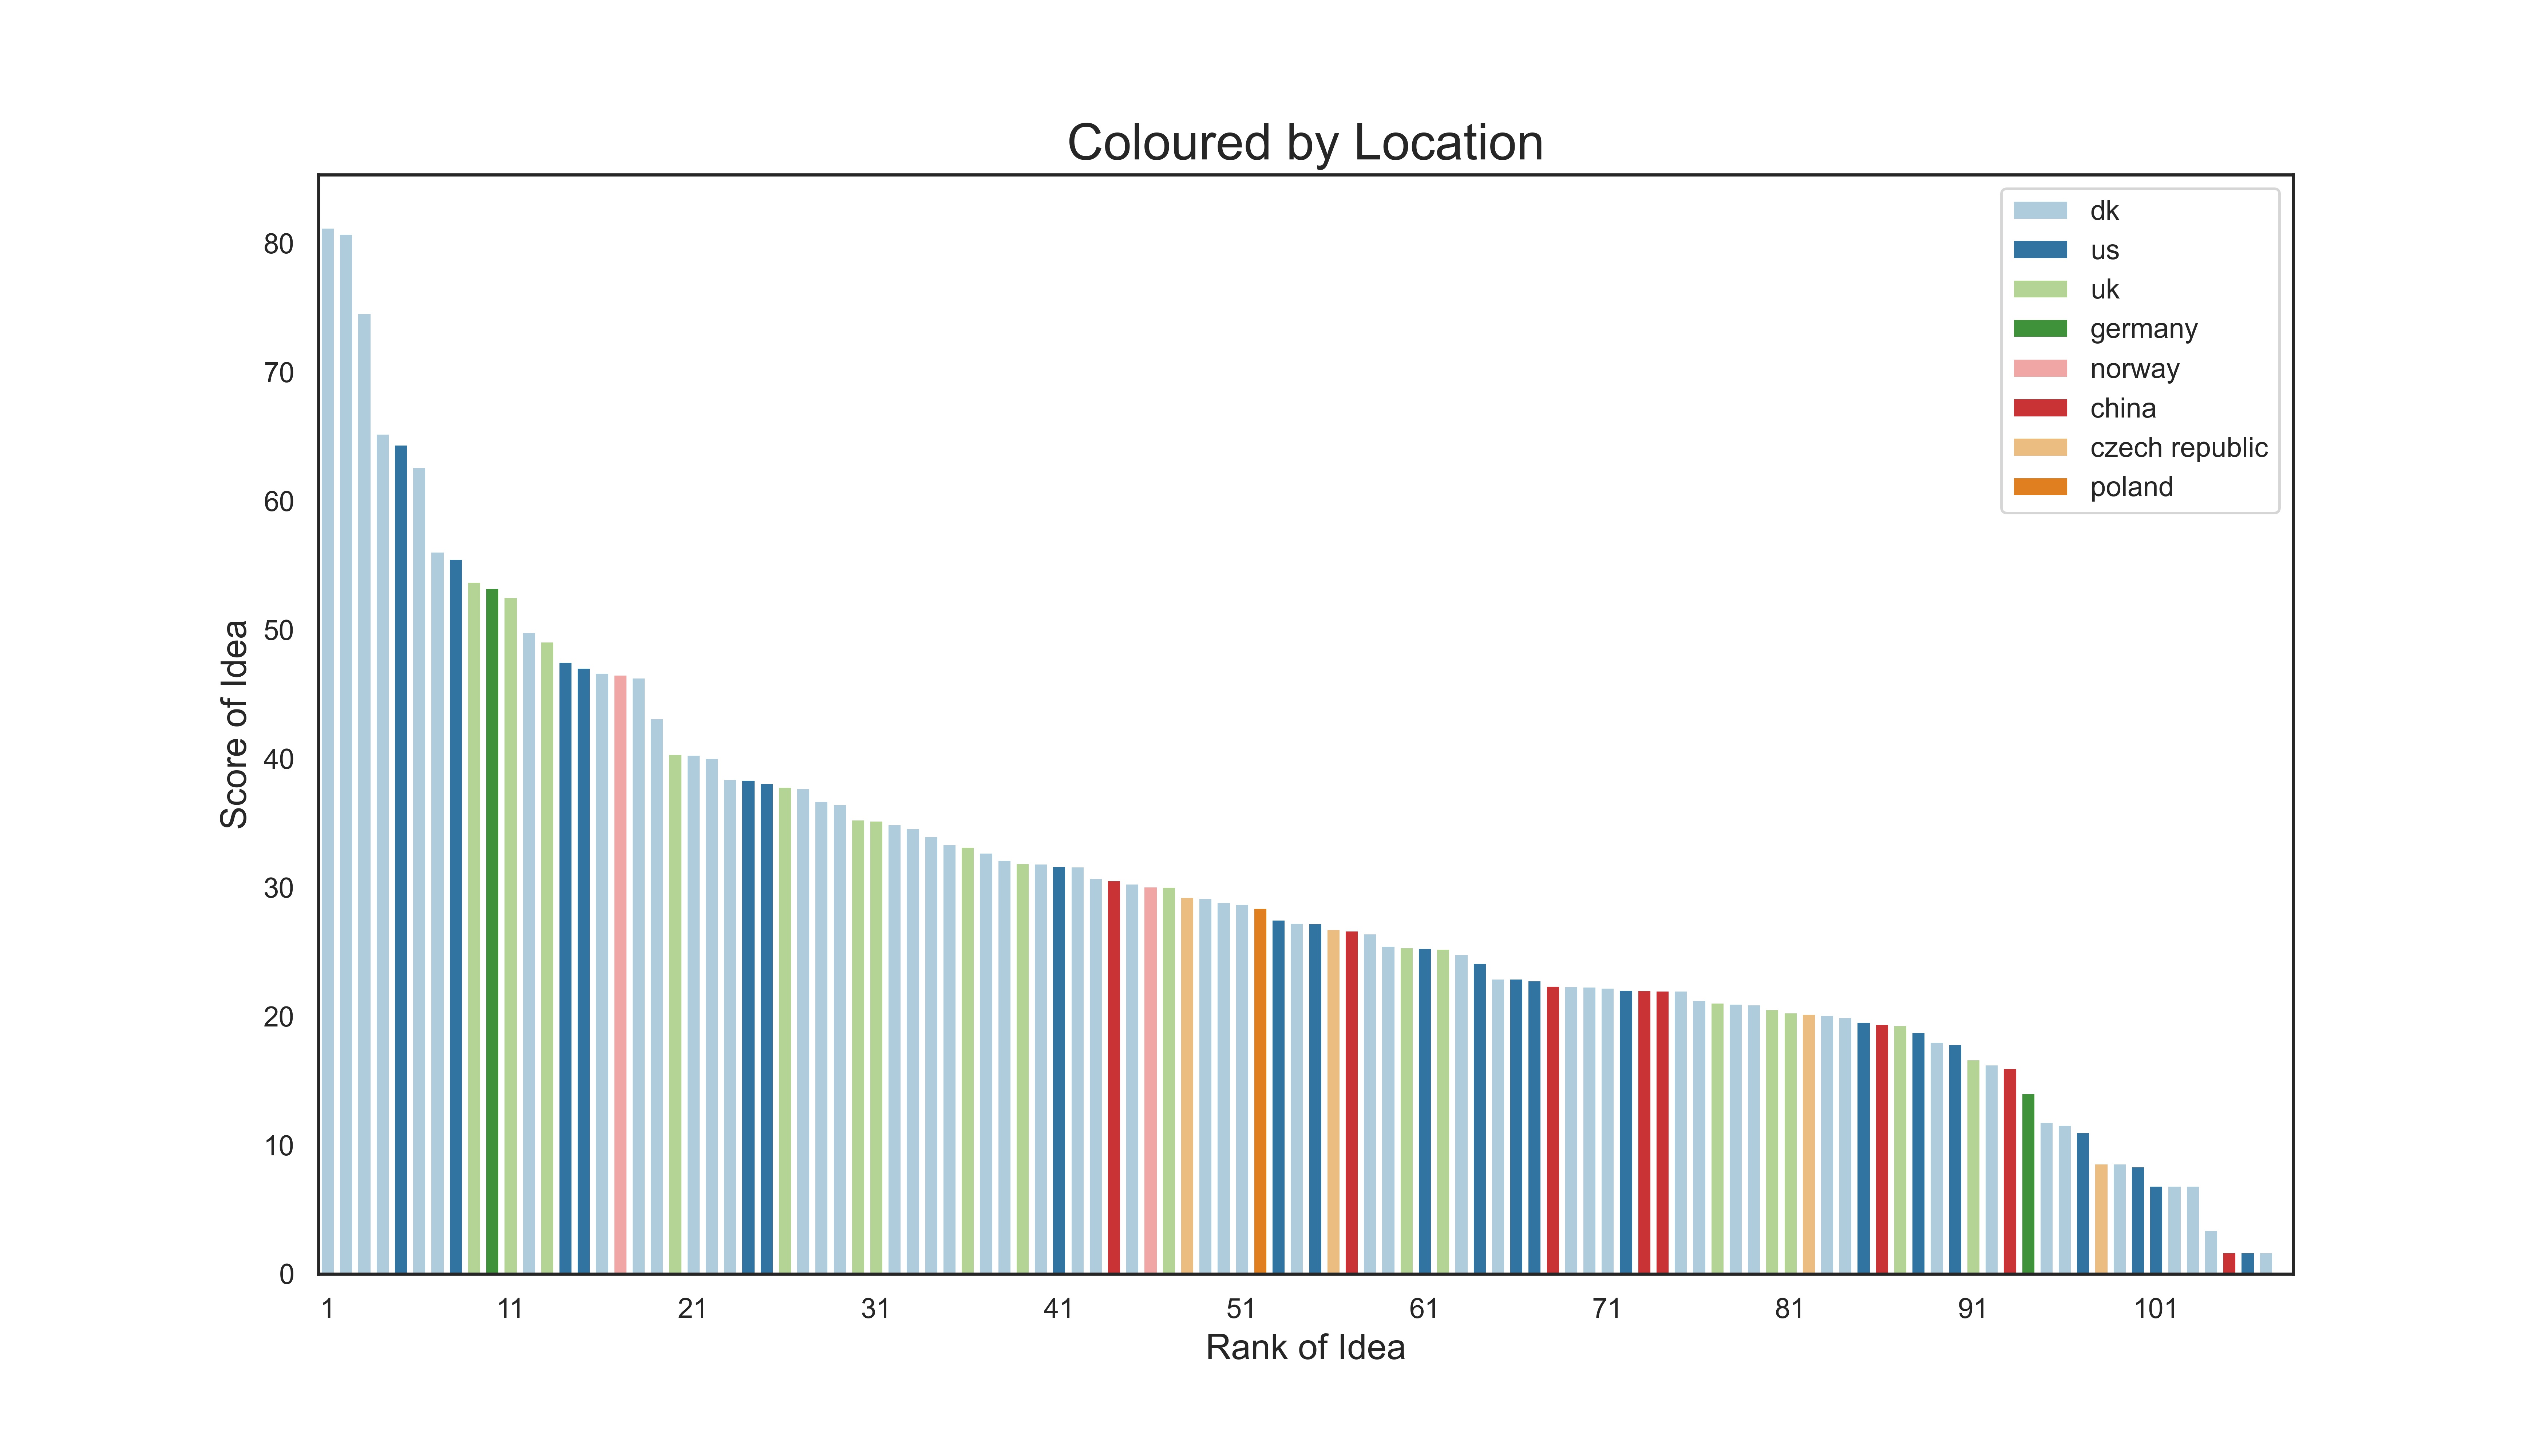 Coloured by Location
dk
us
uk
germany
norway
china
czech republic
poland
80
70
60
50
40
30
20
10
0
Score of Idea
1 11 21 31 41 51 61 71 81 91 101
Rank of Idea